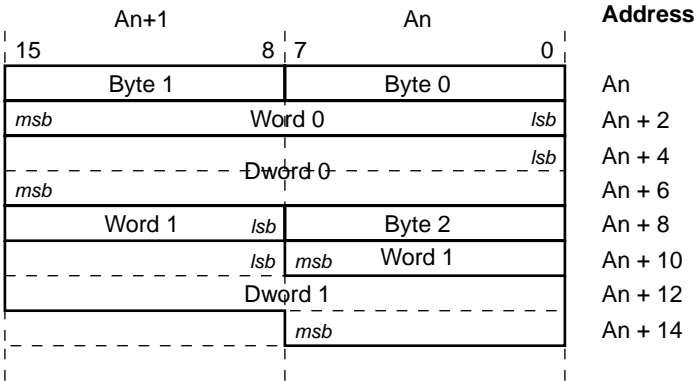 An+1 An Address
15 8 7 0
Byte 1 Byte 0 An
msb Word 0 lsb An + 2
lsb An + 4
Dword 0
msb An + 6
Word 1 lsb Byte 2 An + 8
lsb msb Word 1 An + 10
Dword 1 An + 12
msb An + 14